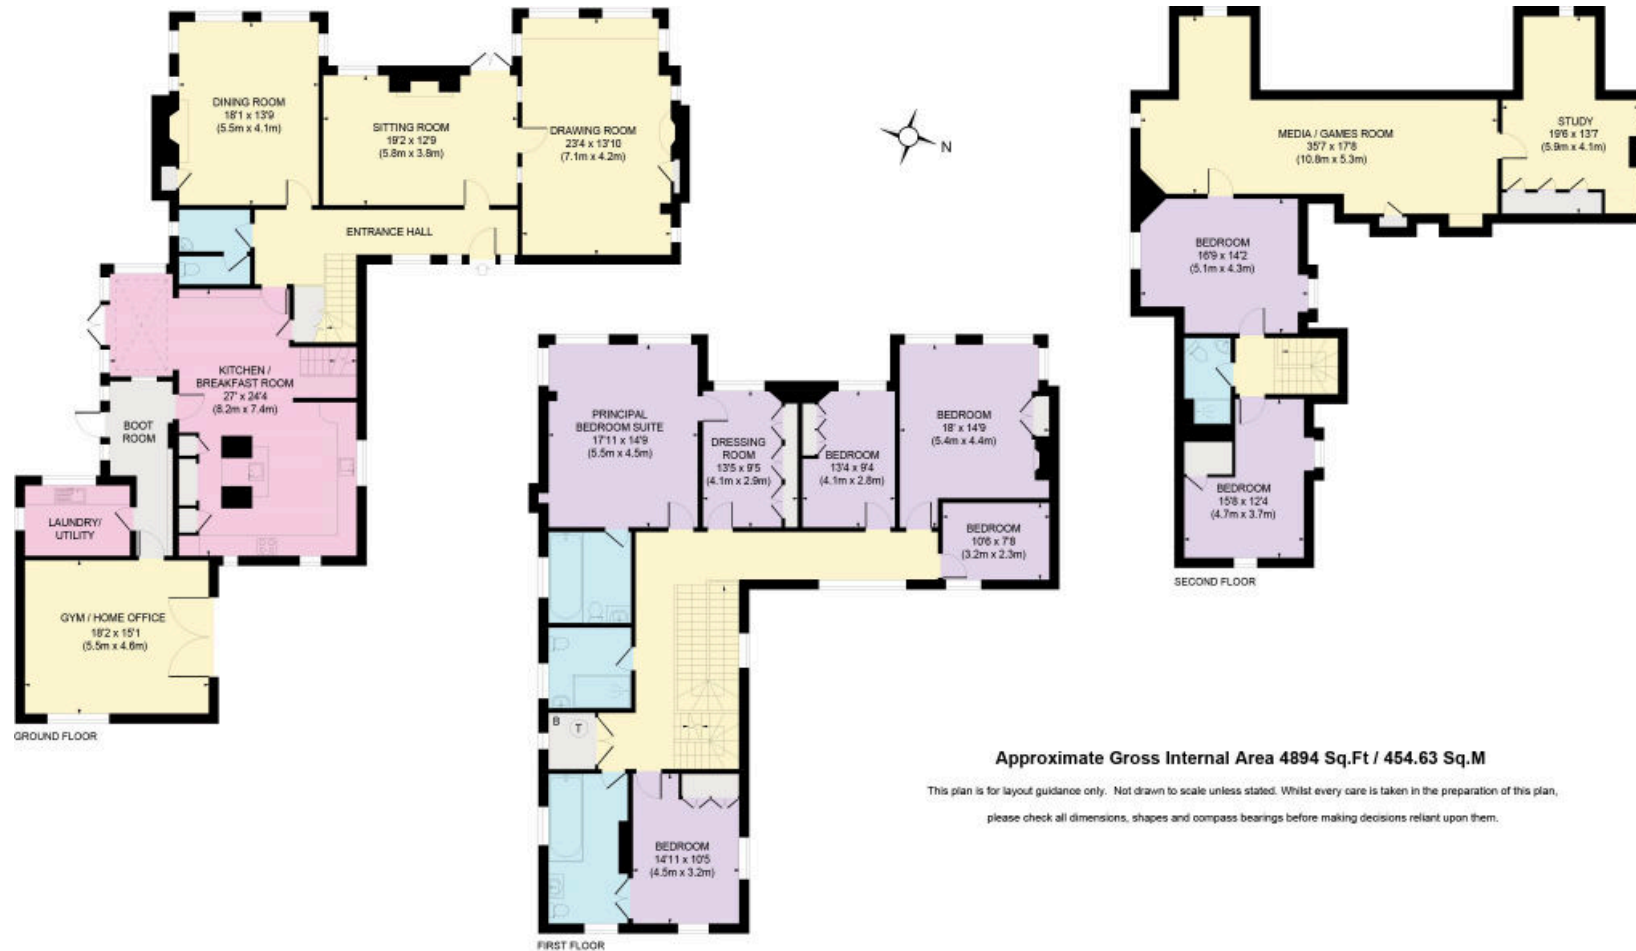 DINING ROOM
18'1 x 13'9
(5.5m x 4.1m)
SITTING ROOM
19'2 x 12'9
(5.8m x 3.8m)
DRAWING ROOM
23'4 x 13'10
(7.1m x 4.2m)
ENTRANCE HALL
KITCHEN /
BREAKFAST ROOM
27' x 24'4
(8.2m x 7.4m)
BOOT
ROOM
LAUNDRY/
UTILITY
GYM / HOME OFFICE
18'2 x 15'1
(5.5m x 4.6m)
GROUND FLOOR
N
PRINCIPAL
BEDROOM SUITE
17'11 x 14'9
(5.5m x 4.5m)
DRESSING
ROOM
13'5 x 9'5
(4.1m x 2.9m)
BEDROOM
13'4 x 9'4
(4.1m x 2.8m)
BEDROOM
18' x 14'9
(5.4m x 4.4m)
BEDROOM
10'6 x 7'8
(3.2m x 2.3m)
B
T
BEDROOM
14'11 x 10'5
(4.5m x 3.2m)
FIRST FLOOR
MEDIA / GAMES ROOM
35'7 x 17'8
(10.8m x 5.3m)
STUDY
19'6 x 13'7
(5.9m x 4.1m)
BEDROOM
16'9 x 14'2
(5.1m x 4.3m)
BEDROOM
15'8 x 12'4
(4.7m x 3.7m)
SECOND FLOOR
Approximate Gross Internal Area 4894 Sq.Ft / 454.63 Sq.M
This plan is for layout guidance only. Not drawn to scale unless stated. Whilst every care is taken in the preparation of this plan,
please check all dimensions, shapes and compass bearings before making decisions reliant upon them.